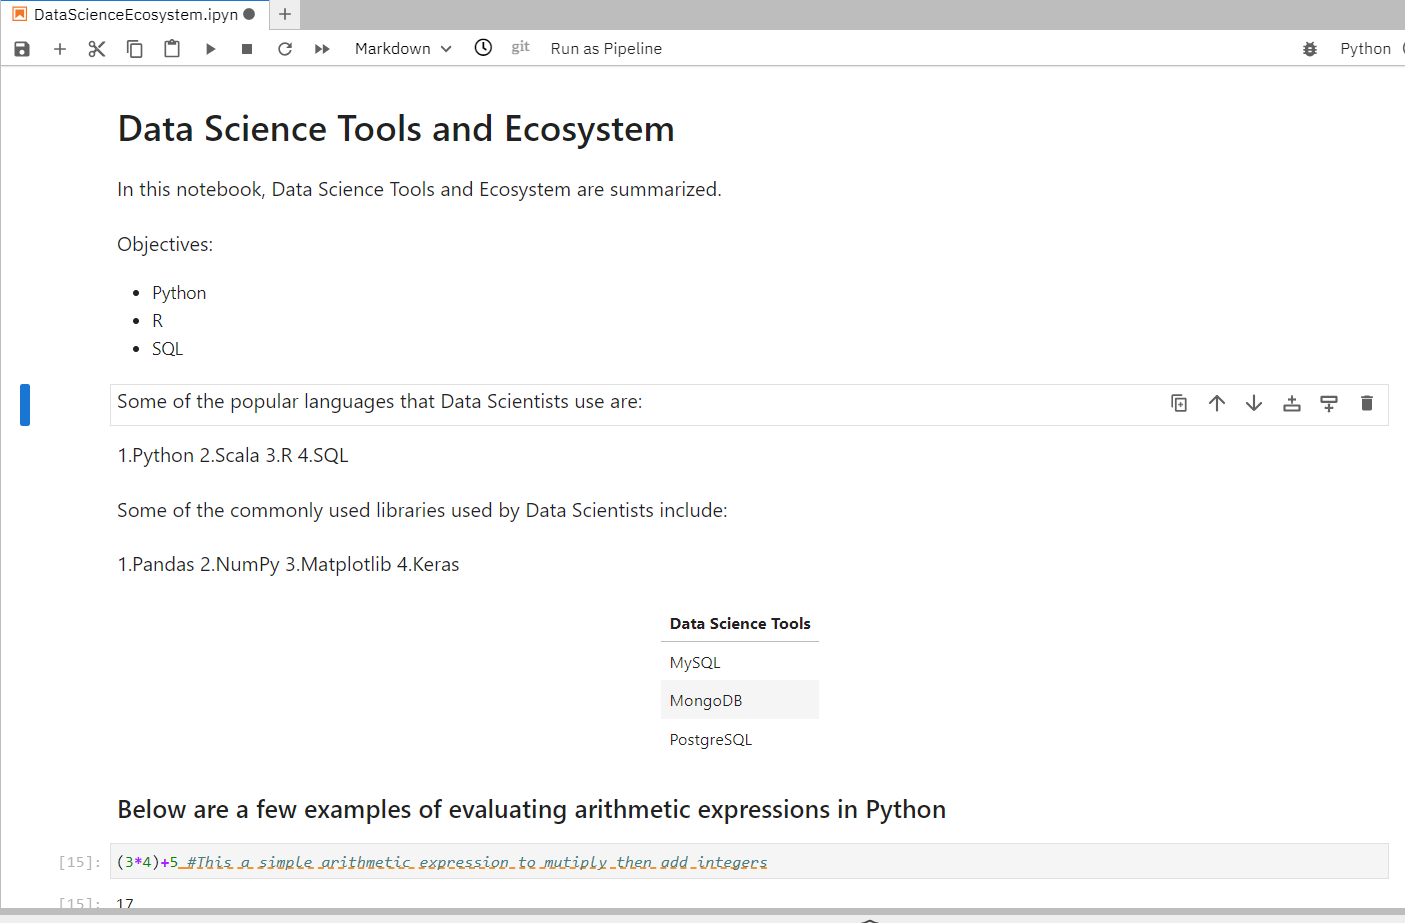 DataScienceEcosystem.ipyn
Markdown git Run as Pipeline Python
Data Science Tools and Ecosystem
In this notebook, Data Science Tools and Ecosystem are summarized.
Objectives:
Python
R
SQL
Some of the popular languages that Data Scientists use are:
1.Python 2.Scala 3.R 4.SQL
Some of the commonly used libraries used by Data Scientists include:
1.Pandas 2.NumPy 3.Matplotlib 4.Keras
Data Science Tools
MySQL
MongoDB
PostgreSQL
Below are a few examples of evaluating arithmetic expressions in Python
[15]: (3*4)+5 #This a simple arithmetic expression to mutiply then add integers
[15]: 17